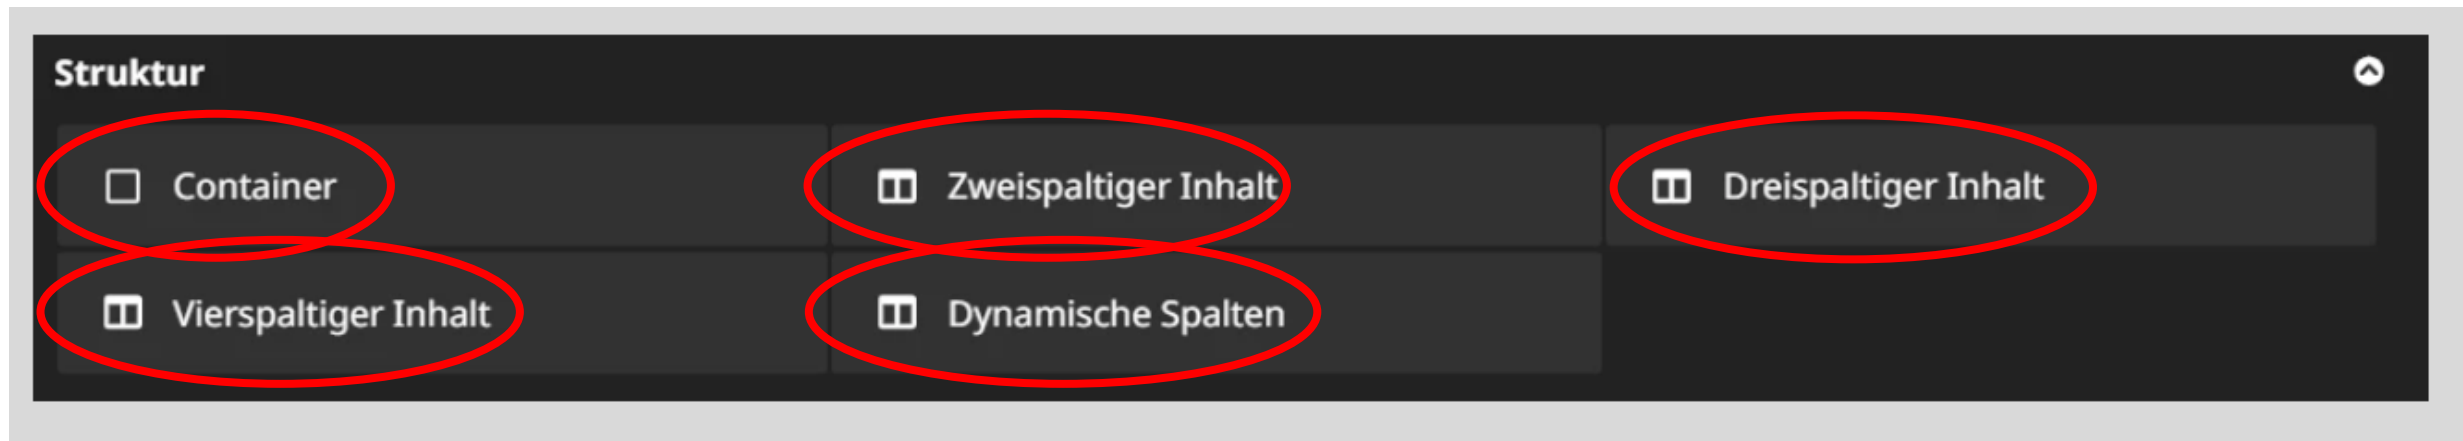 Struktur
Container
Zweispaltiger Inhalt
Dreispaltiger Inhalt
Vierspaltiger Inhalt
Dynamische Spalten